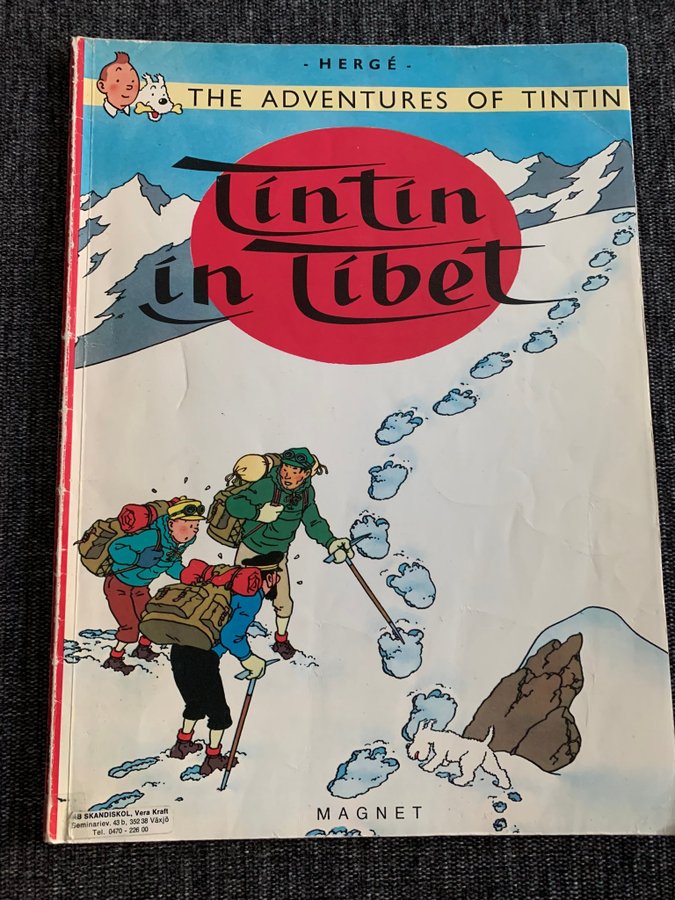 - HERGÉ -
THE ADVENTURES OF TINTIN
Tintin
in Tibet
MAGNET
AB SKANDISKOL, Vera Kraft
Seminariev. 43 b, 352 38 Växjö
Tel. 0470 - 226 00